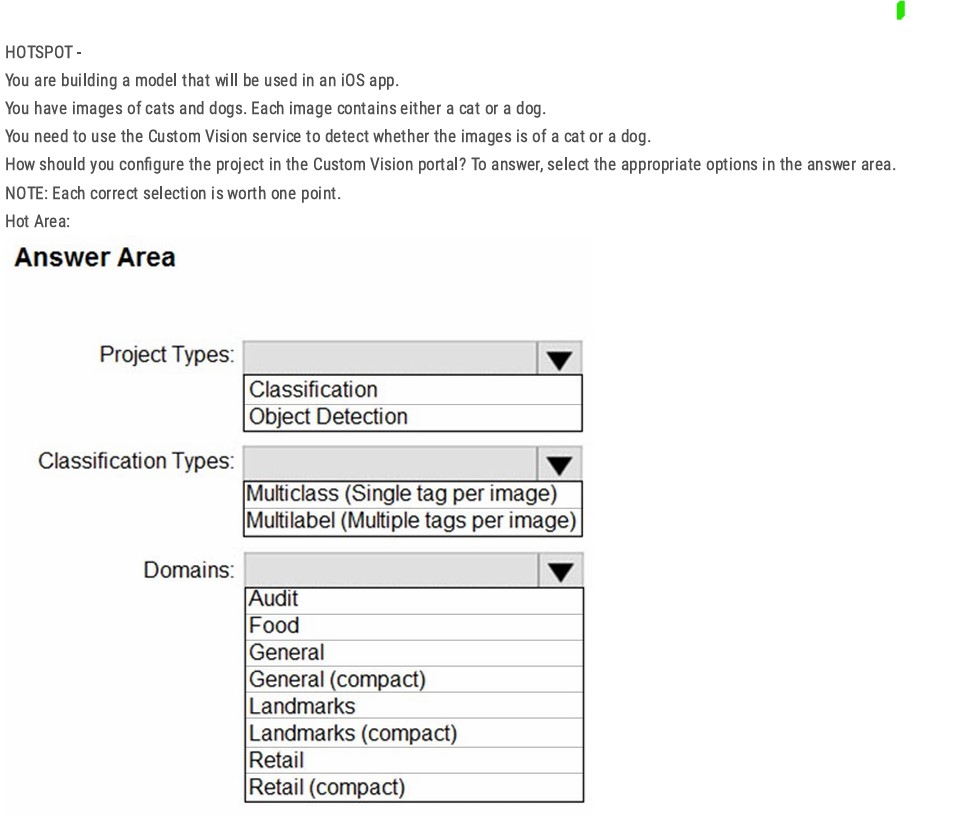 HOTSPOT -
You are building a model that will be used in an iOS app.
You have images of cats and dogs. Each image contains either a cat or a dog.
You need to use the Custom Vision service to detect whether the images is of a cat or a dog.
How should you configure the project in the Custom Vision portal? To answer, select the appropriate options in the answer area.
NOTE: Each correct selection is worth one point.
Hot Area:
Answer Area
Project Types:
Classification
Object Detection
Classification Types:
Multiclass (Single tag per image)
Multilabel (Multiple tags per image)
Domains:
Audit
Food
General
General (compact)
Landmarks
Landmarks (compact)
Retail
Retail (compact)